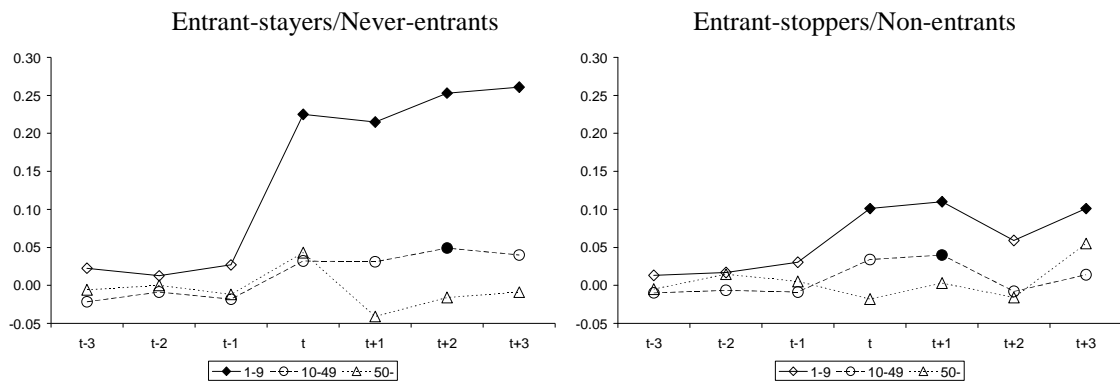 Entrant-stayers/Never-entrants
0.30
0.25
0.20
0.15
0.10
0.05
0.00
-0.05
t-3 t-2 t-1 t t+1 t+2 t+3
1-9 10-49 50-
Entrant-stoppers/Non-entrants
0.30
0.25
0.20
0.15
0.10
0.05
0.00
-0.05
t-3 t-2 t-1 t t+1 t+2 t+3
1-9 10-49 50-